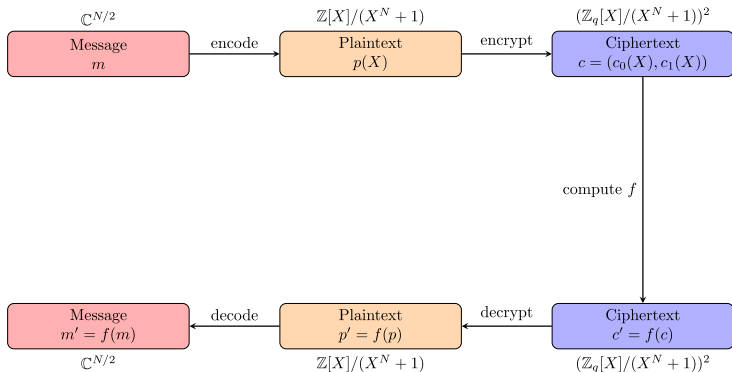 ℂ^{N/2}
ℤ[X]/(X^N + 1)
(ℤ_q[X]/(X^N + 1))^2
Message
m
encode
Plaintext
p(X)
encrypt
Ciphertext
c = (c_0(X), c_1(X))
compute f
Message
m′ = f(m)
decode
Plaintext
p′ = f(p)
decrypt
Ciphertext
c′ = f(c)
ℂ^{N/2}
ℤ[X]/(X^N + 1)
(ℤ_q[X]/(X^N + 1))^2